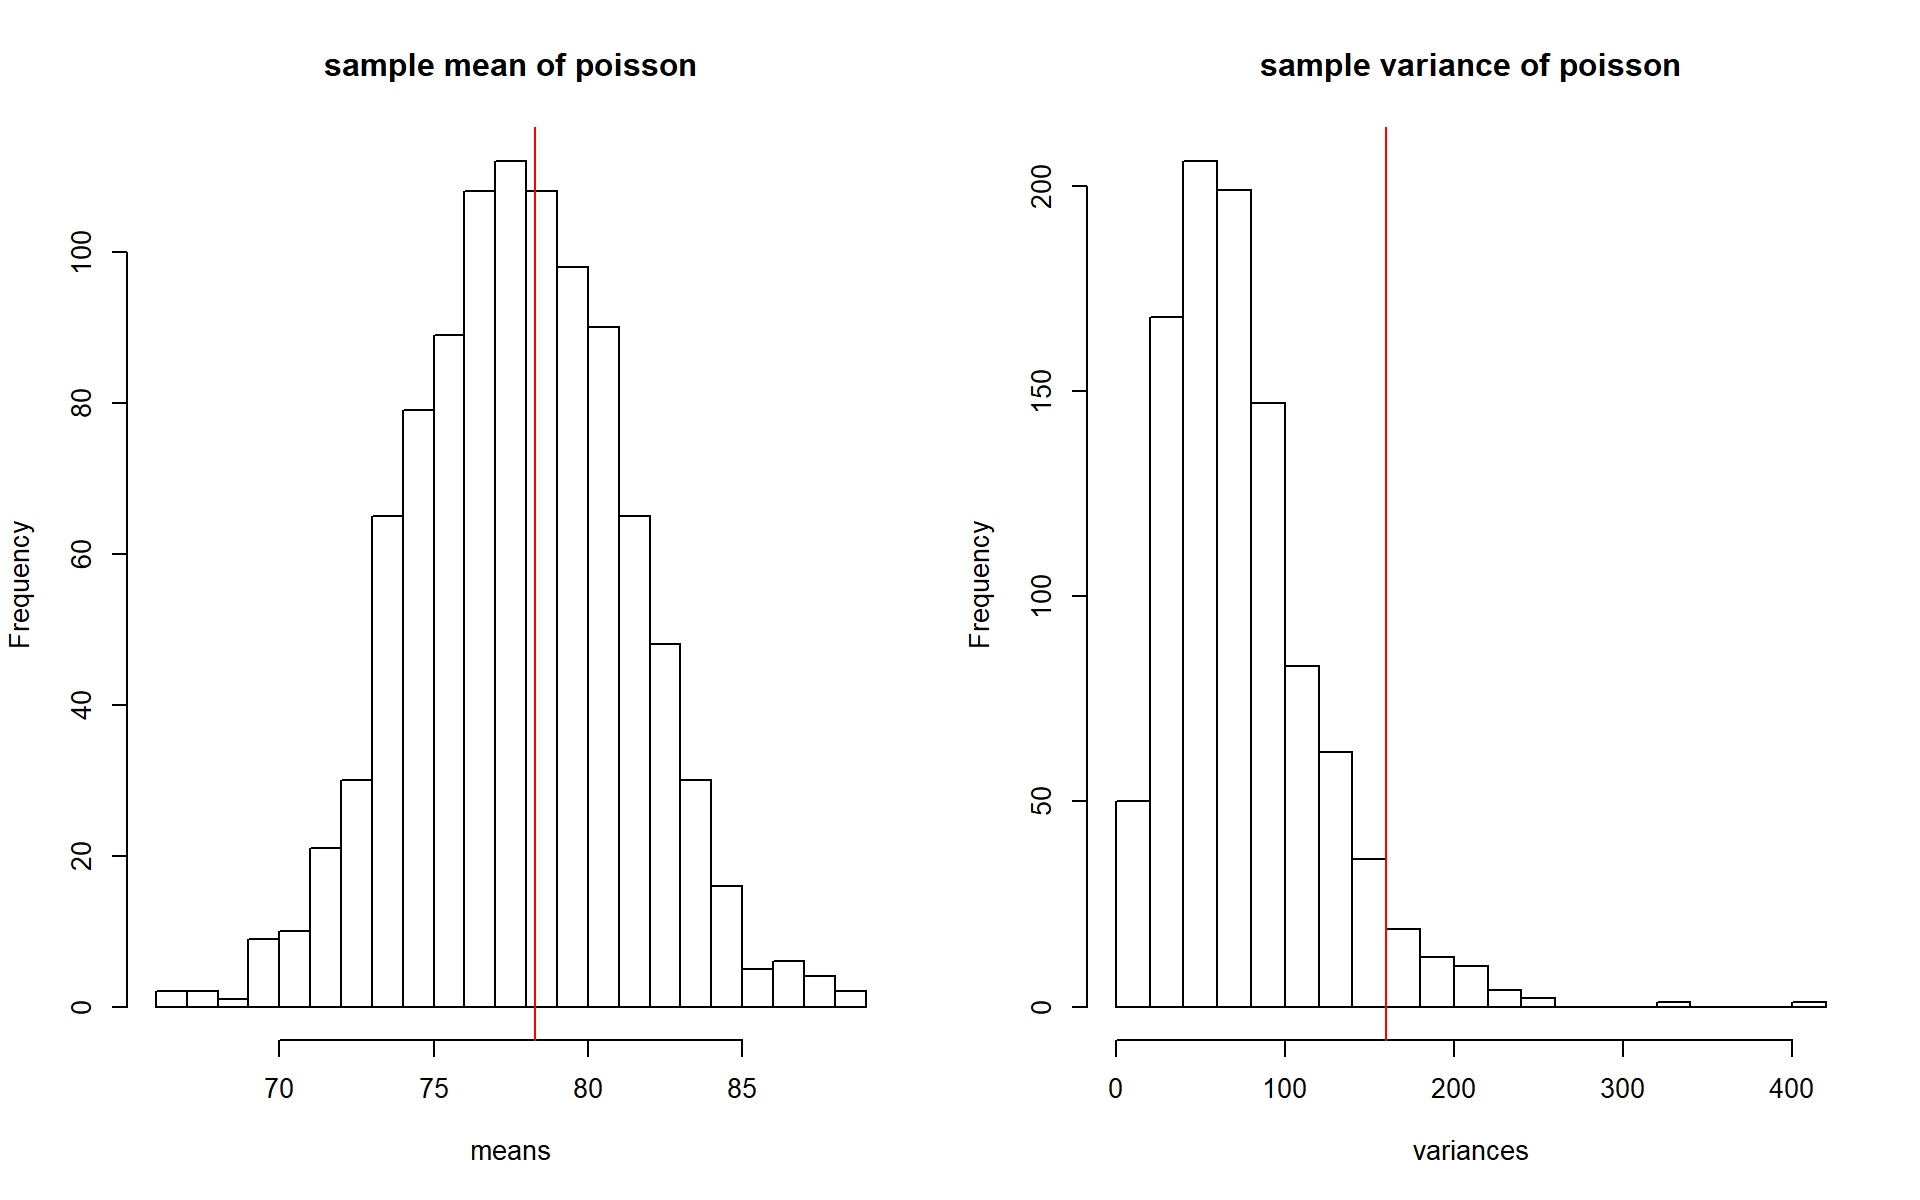 sample mean of poisson
Frequency
100
80
60
40
20
0
70 75 80 85
means
sample variance of poisson
Frequency
200
150
100
50
0
0 100 200 300 400
variances